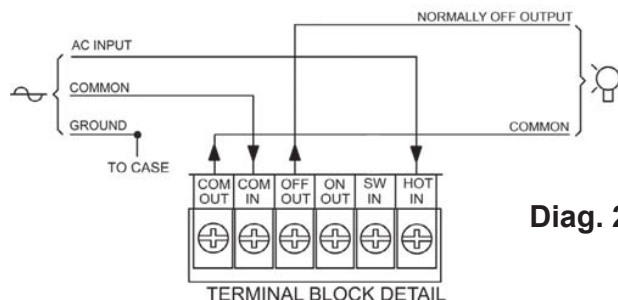 NORMALLY OFF OUTPUT
AC INPUT
COMMON
GROUND
COMMON
TO CASE
COM OUT
COM IN
OFF OUT
ON OUT
SW IN
HOT IN
Diag. 2
TERMINAL BLOCK DETAIL